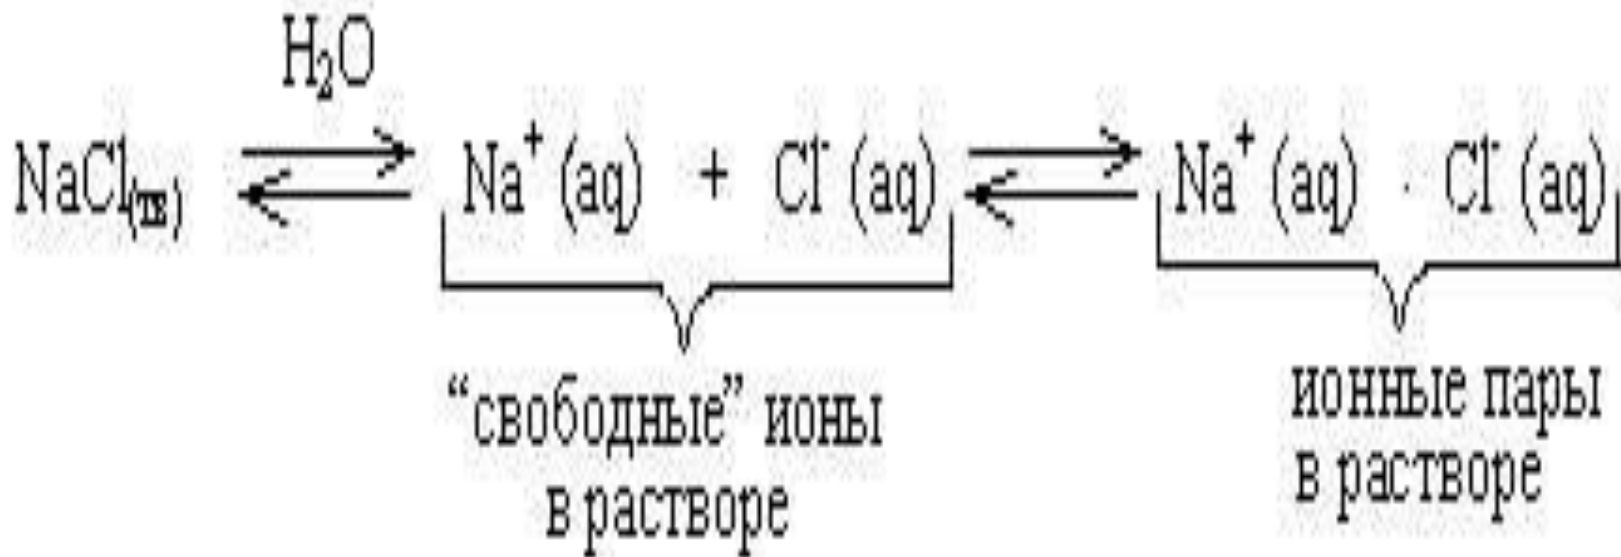 H₂O
NaCl(тв) ⇌ Na⁺ (aq) + Cl⁻ (aq) ⇌ Na⁺ (aq) · Cl⁻ (aq)
“свободные” ионы
в растворе
ионные пары
в растворе